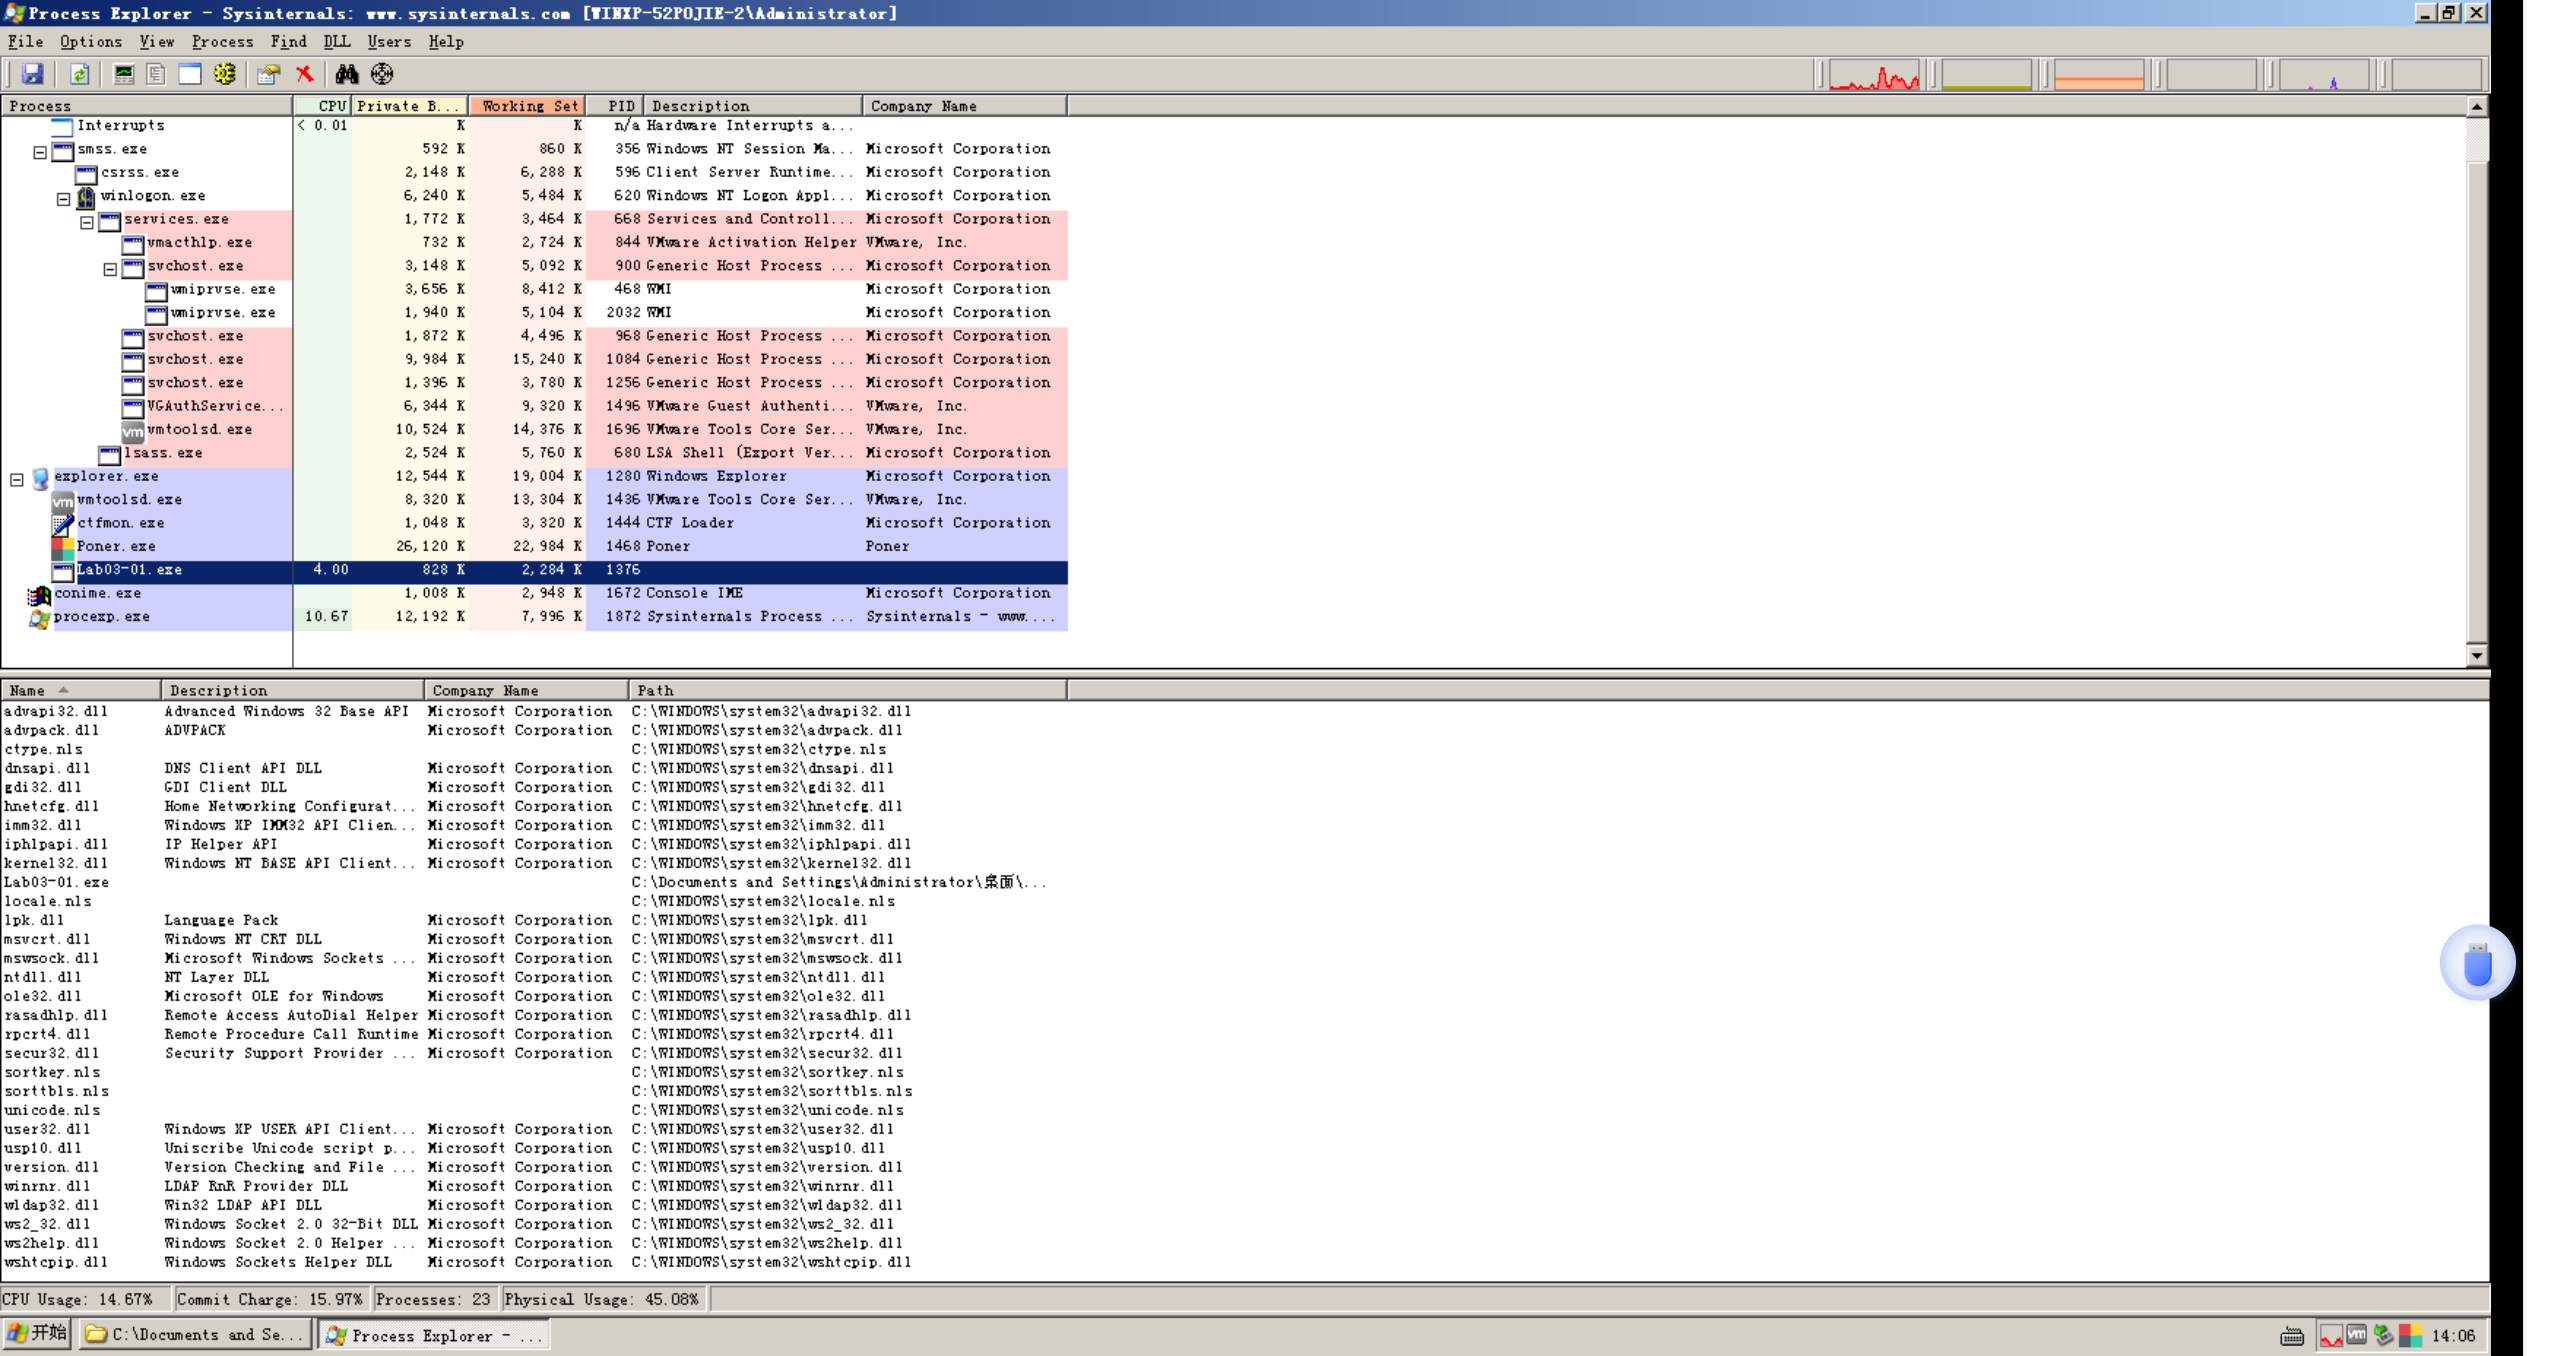 Process Explorer - Sysinternals: www.sysinternals.com [WINXP-52POJIE-2\Administrator]
File Options View Process Find DLL Users Help
Process CPU Private B... Working Set PID Description Company Name
Interrupts < 0.01 K K n/a Hardware Interrupts a...
smss.exe 592 K 860 K 356 Windows NT Session Ma... Microsoft Corporation
csrss.exe 2,148 K 6,288 K 596 Client Server Runtime... Microsoft Corporation
winlogon.exe 6,240 K 5,484 K 620 Windows NT Logon Appl... Microsoft Corporation
services.exe 1,772 K 3,464 K 668 Services and Controll... Microsoft Corporation
vmacthlp.exe 732 K 2,724 K 844 VMware Activation Helper VMware, Inc.
svchost.exe 3,148 K 5,092 K 900 Generic Host Process ... Microsoft Corporation
wmiprvse.exe 3,656 K 8,412 K 468 WMI Microsoft Corporation
wmiprvse.exe 1,940 K 5,104 K 2032 WMI Microsoft Corporation
svchost.exe 1,872 K 4,496 K 968 Generic Host Process ... Microsoft Corporation
svchost.exe 9,984 K 15,240 K 1084 Generic Host Process ... Microsoft Corporation
svchost.exe 1,396 K 3,780 K 1256 Generic Host Process ... Microsoft Corporation
VGAuthService... 6,344 K 9,320 K 1496 VMware Guest Authenti... VMware, Inc.
vm vmtoolsd.exe 10,524 K 14,376 K 1696 VMware Tools Core Ser... VMware, Inc.
lsass.exe 2,524 K 5,760 K 680 LSA Shell (Export Ver... Microsoft Corporation
explorer.exe 12,544 K 19,004 K 1280 Windows Explorer Microsoft Corporation
vm vmtoolsd.exe 8,320 K 13,304 K 1436 VMware Tools Core Ser... VMware, Inc.
ctfmon.exe 1,048 K 3,320 K 1444 CTF Loader Microsoft Corporation
Poner.exe 26,120 K 22,984 K 1468 Poner Poner
Lab03-01.exe 4.00 828 K 2,284 K 1376
conime.exe 1,008 K 2,948 K 1672 Console IME Microsoft Corporation
procexp.exe 10.67 12,192 K 7,996 K 1872 Sysinternals Process ... Sysinternals - www....
Name Description Company Name Path
advapi32.dll Advanced Windows 32 Base API Microsoft Corporation C:\WINDOWS\system32\advapi32.dll
advpack.dll ADVPACK Microsoft Corporation C:\WINDOWS\system32\advpack.dll
ctype.nls C:\WINDOWS\system32\ctype.nls
dnsapi.dll DNS Client API DLL Microsoft Corporation C:\WINDOWS\system32\dnsapi.dll
gdi32.dll GDI Client DLL Microsoft Corporation C:\WINDOWS\system32\gdi32.dll
hnetcfg.dll Home Networking Configurat... Microsoft Corporation C:\WINDOWS\system32\hnetcfg.dll
imm32.dll Windows XP IMM32 API Clien... Microsoft Corporation C:\WINDOWS\system32\imm32.dll
iphlpapi.dll IP Helper API Microsoft Corporation C:\WINDOWS\system32\iphlpapi.dll
kernel32.dll Windows NT BASE API Client... Microsoft Corporation C:\WINDOWS\system32\kernel32.dll
Lab03-01.exe C:\Documents and Settings\Administrator\桌面\...
locale.nls C:\WINDOWS\system32\locale.nls
lpk.dll Language Pack Microsoft Corporation C:\WINDOWS\system32\lpk.dll
msvcrt.dll Windows NT CRT DLL Microsoft Corporation C:\WINDOWS\system32\msvcrt.dll
mswsock.dll Microsoft Windows Sockets ... Microsoft Corporation C:\WINDOWS\system32\mswsock.dll
ntdll.dll NT Layer DLL Microsoft Corporation C:\WINDOWS\system32\ntdll.dll
ole32.dll Microsoft OLE for Windows Microsoft Corporation C:\WINDOWS\system32\ole32.dll
rasadhlp.dll Remote Access AutoDial Helper Microsoft Corporation C:\WINDOWS\system32\rasadhlp.dll
rpcrt4.dll Remote Procedure Call Runtime Microsoft Corporation C:\WINDOWS\system32\rpcrt4.dll
secur32.dll Security Support Provider ... Microsoft Corporation C:\WINDOWS\system32\secur32.dll
sortkey.nls C:\WINDOWS\system32\sortkey.nls
sorttbls.nls C:\WINDOWS\system32\sorttbls.nls
unicode.nls C:\WINDOWS\system32\unicode.nls
user32.dll Windows XP USER API Client... Microsoft Corporation C:\WINDOWS\system32\user32.dll
usp10.dll Uniscribe Unicode script p... Microsoft Corporation C:\WINDOWS\system32\usp10.dll
version.dll Version Checking and File ... Microsoft Corporation C:\WINDOWS\system32\version.dll
winrnr.dll LDAP RnR Provider DLL Microsoft Corporation C:\WINDOWS\system32\winrnr.dll
wldap32.dll Win32 LDAP API DLL Microsoft Corporation C:\WINDOWS\system32\wldap32.dll
ws2_32.dll Windows Socket 2.0 32-Bit DLL Microsoft Corporation C:\WINDOWS\system32\ws2_32.dll
ws2help.dll Windows Socket 2.0 Helper ... Microsoft Corporation C:\WINDOWS\system32\ws2help.dll
wshtcpip.dll Windows Sockets Helper DLL Microsoft Corporation C:\WINDOWS\system32\wshtcpip.dll
CPU Usage: 14.67% Commit Charge: 15.97% Processes: 23 Physical Usage: 45.08%
开始 C:\Documents and Se... Process Explorer - ... vm 14:06